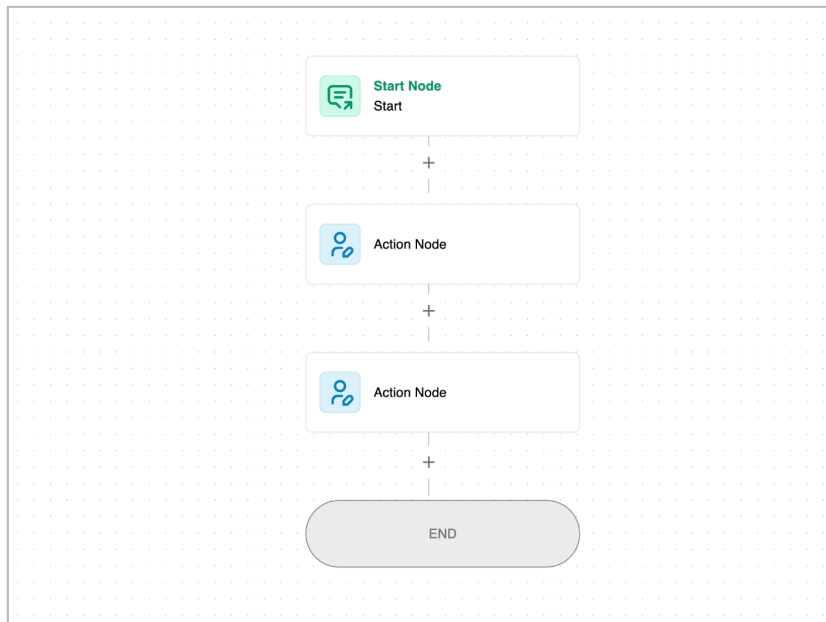 Start Node
Start
+
Action Node
+
Action Node
+
END